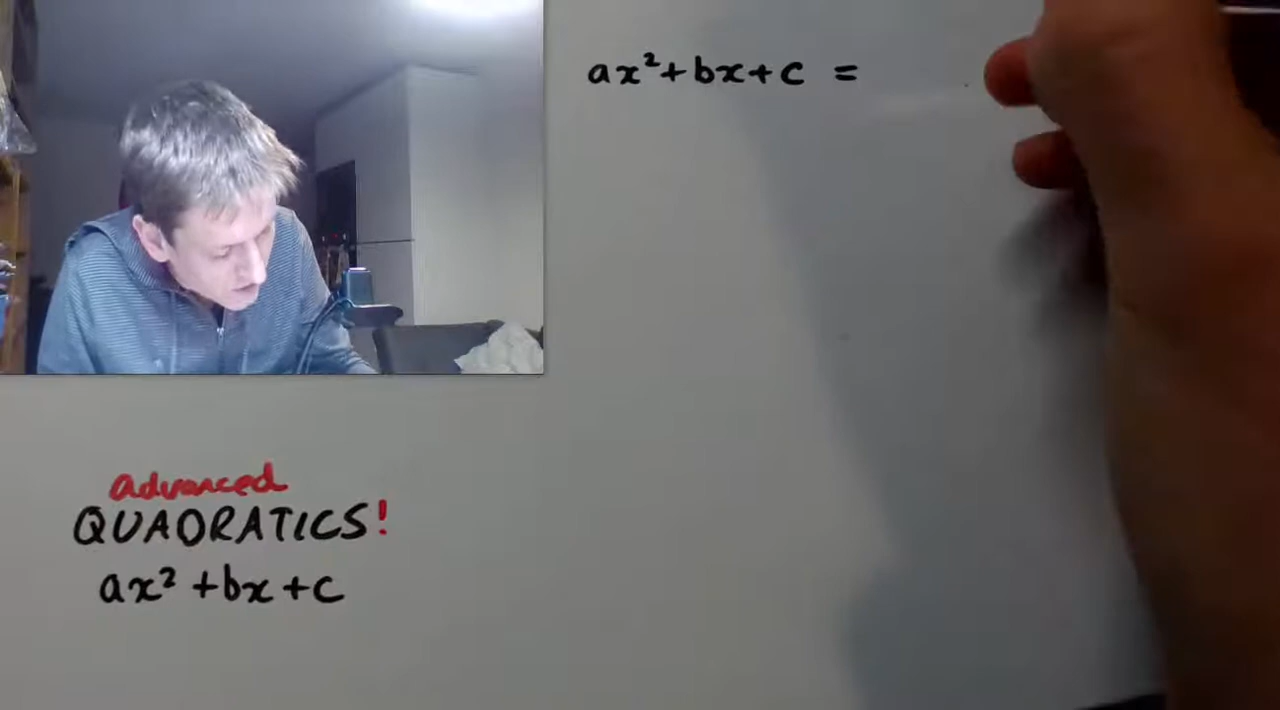 ax²+bx+c =
advanced
QUADRATICS!
ax² +bx+c